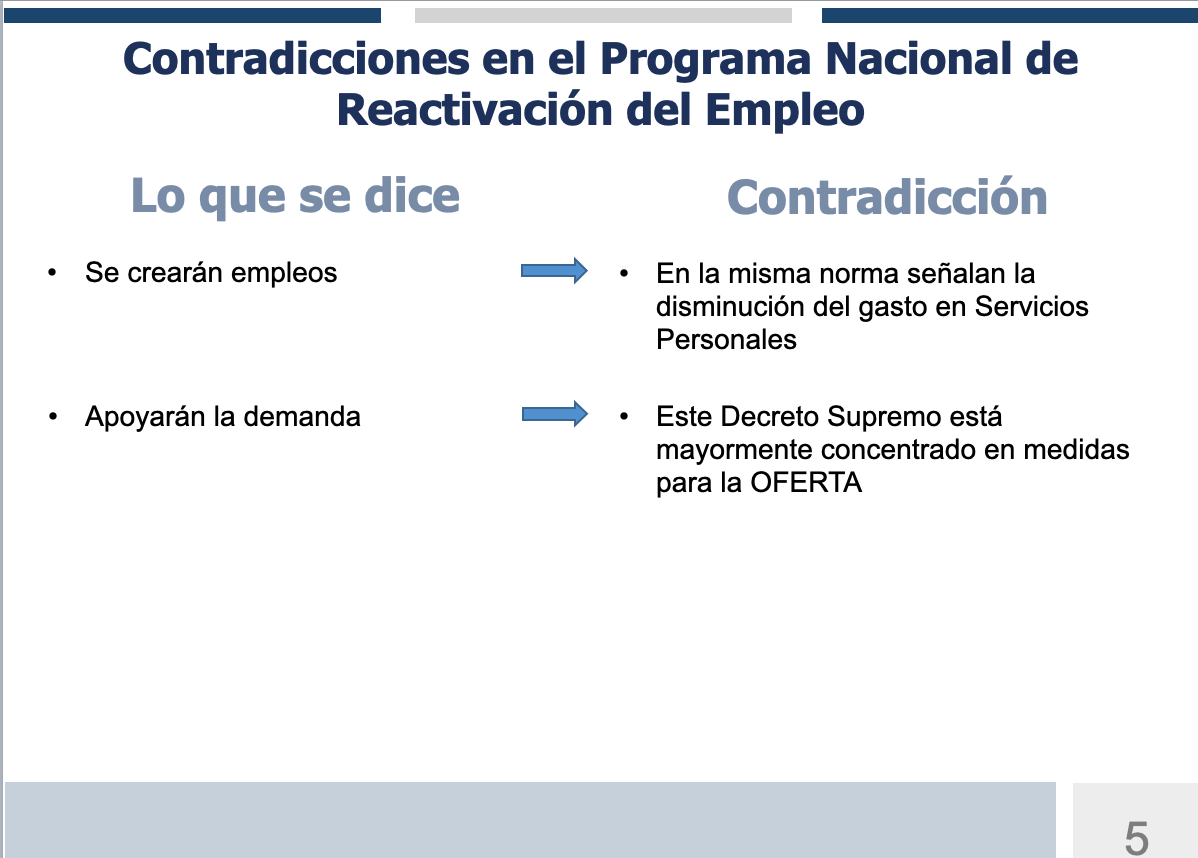 Contradicciones en el Programa Nacional de
Reactivación del Empleo
Lo que se dice
Contradicción
• Se crearán empleos
• En la misma norma señalan la
disminución del gasto en Servicios
Personales
• Apoyarán la demanda
• Este Decreto Supremo está
mayormente concentrado en medidas
para la OFERTA
5